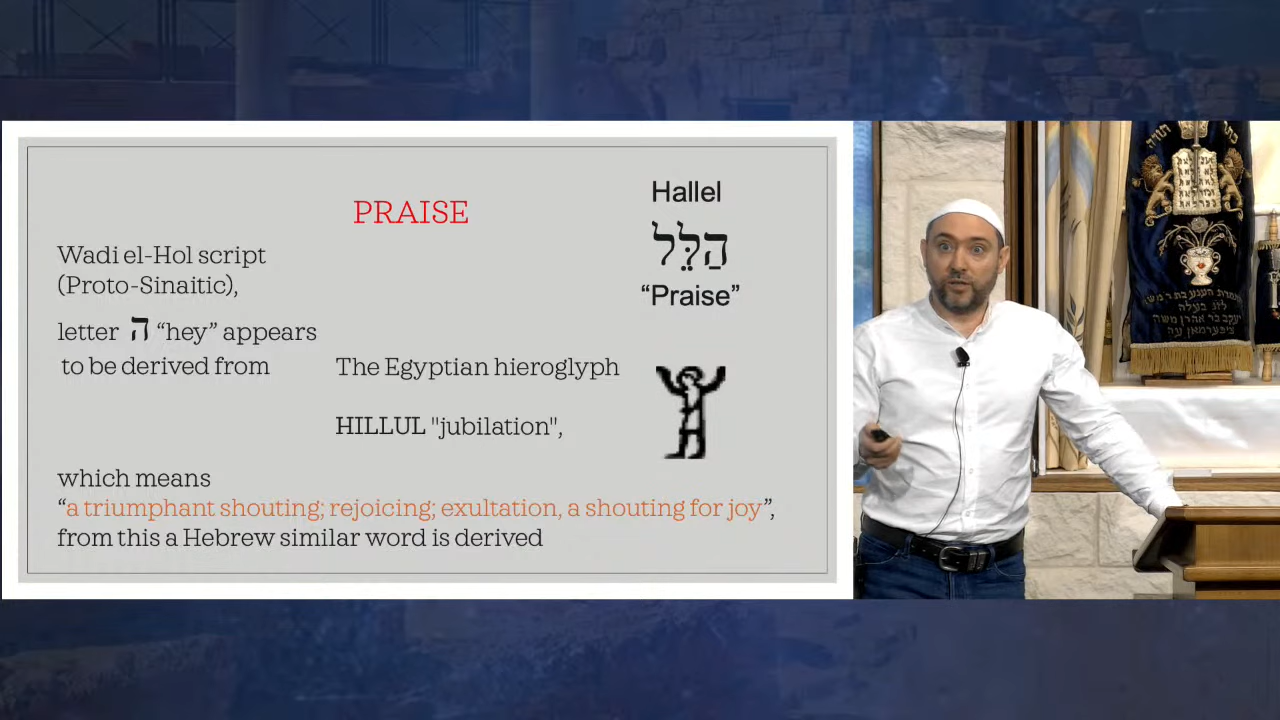 PRAISE
Hallel
הַלֵּל
“Praise”
Wadi el-Hol script
(Proto-Sinaitic),
letter ה “hey” appears
to be derived from
The Egyptian hieroglyph
HILLUL "jubilation",
which means
“a triumphant shouting; rejoicing; exultation, a shouting for joy”,
from this a Hebrew similar word is derived
תורה